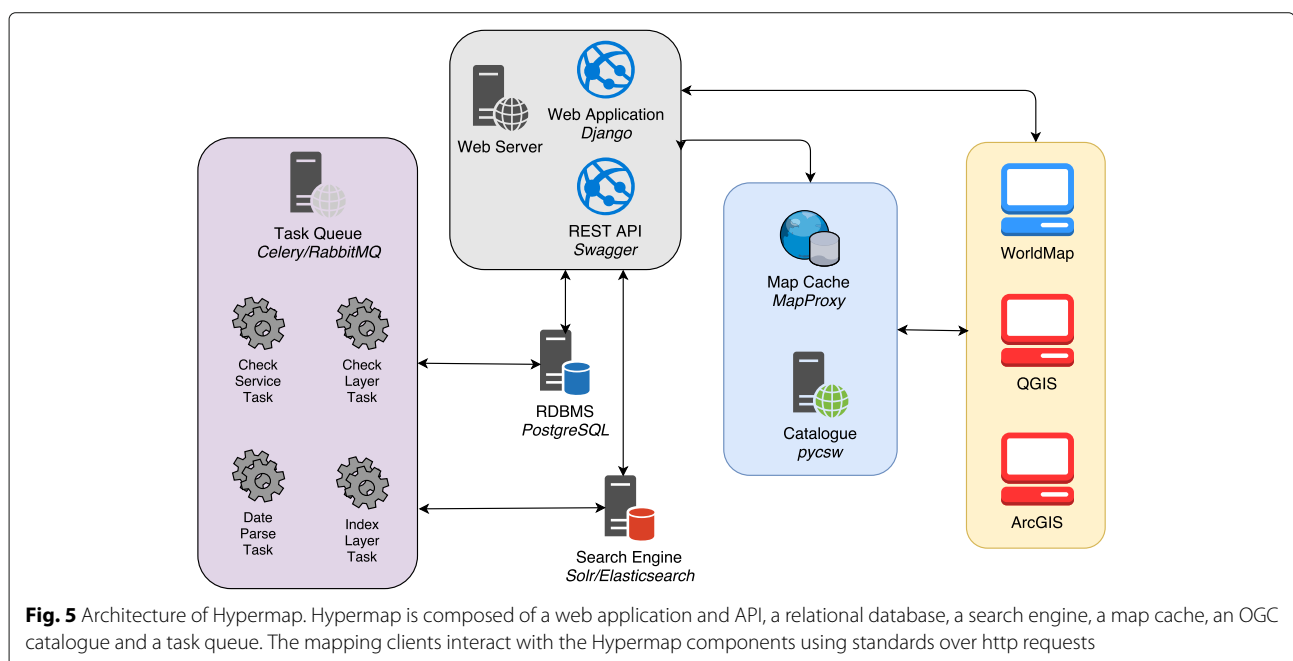 Web Application
Django
Web Server
REST API
Swagger
Task Queue
Celery/RabbitMQ
Check
Service
Task
Check
Layer
Task
Date
Parse
Task
Index
Layer
Task
RDBMS
PostgreSQL
Search Engine
Solr/Elasticsearch
Map Cache
MapProxy
Catalogue
pycsw
WorldMap
QGIS
ArcGIS
Fig. 5 Architecture of Hypermap. Hypermap is composed of a web application and API, a relational database, a search engine, a map cache, an OGC
catalogue and a task queue. The mapping clients interact with the Hypermap components using standards over http requests